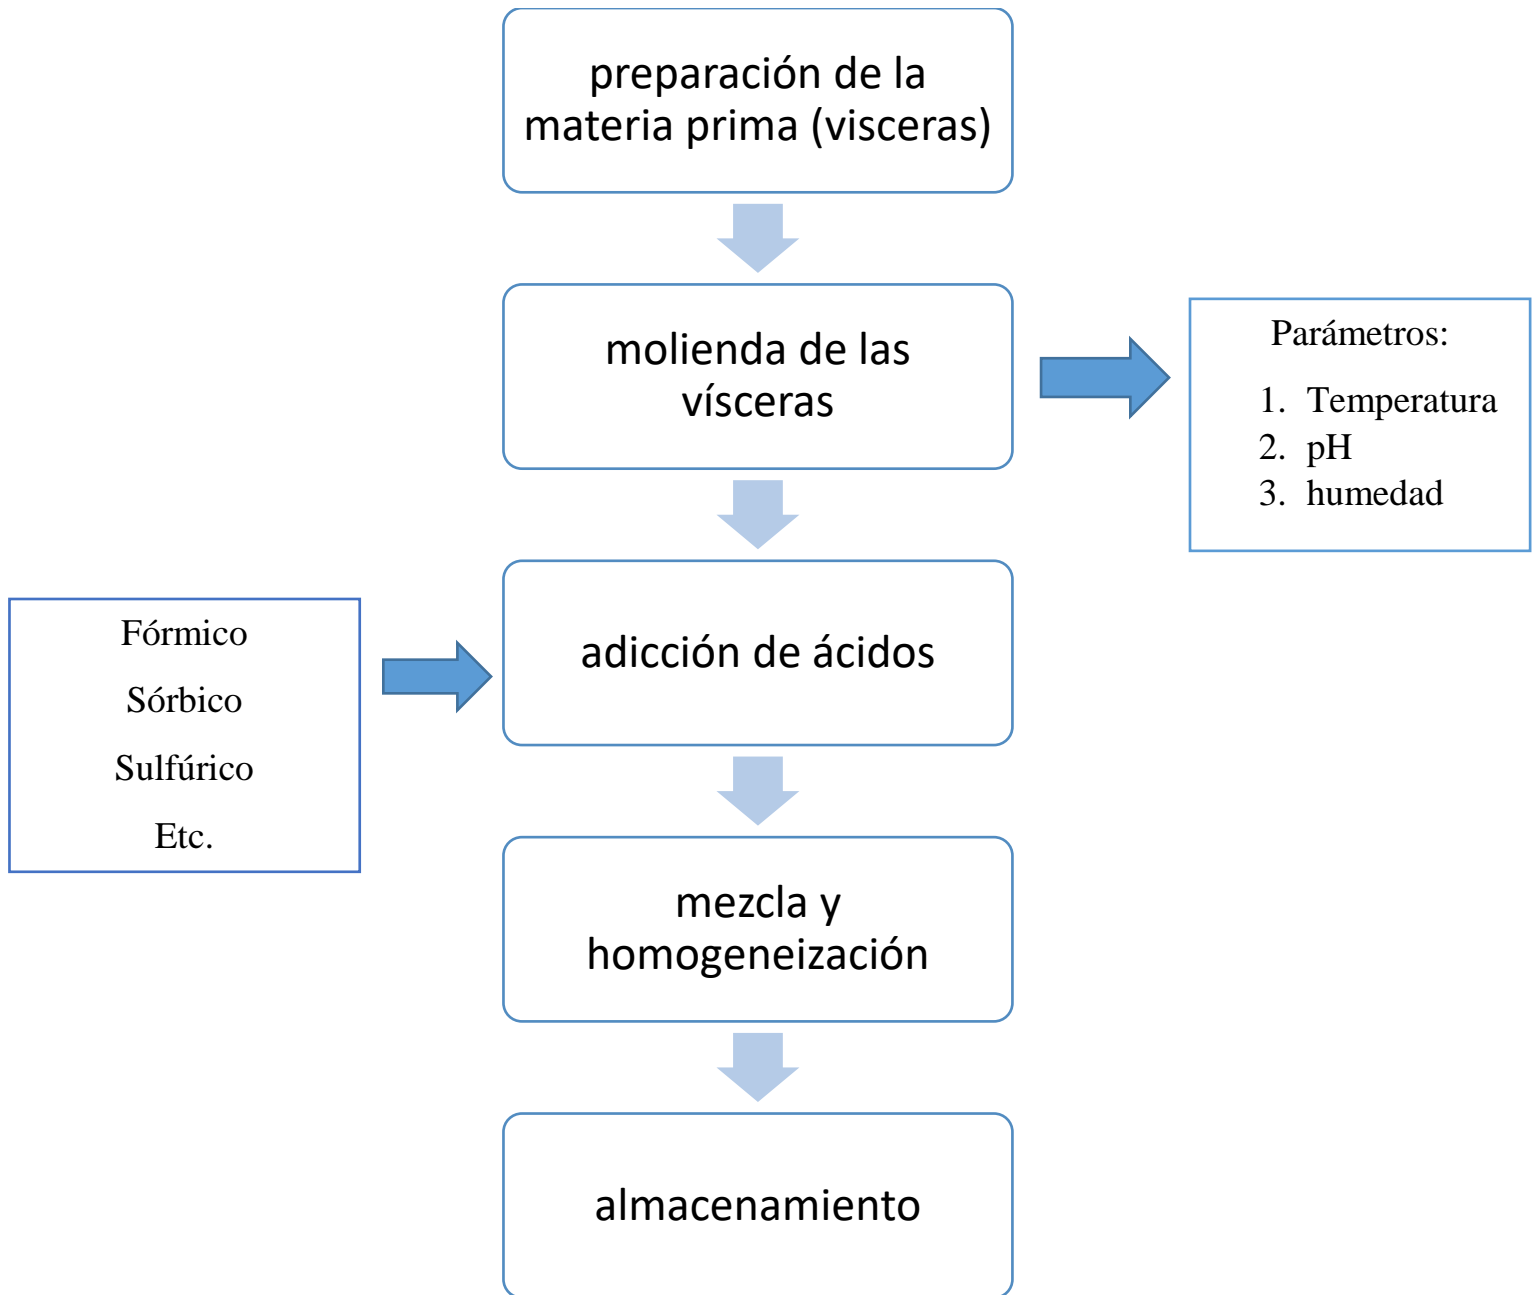 preparación de la
materia prima (visceras)
molienda de las
vísceras
Parámetros:
1. Temperatura
2. pH
3. humedad
Fórmico
Sórbico
Sulfúrico
Etc.
adicción de ácidos
mezcla y
homogeneización
almacenamiento